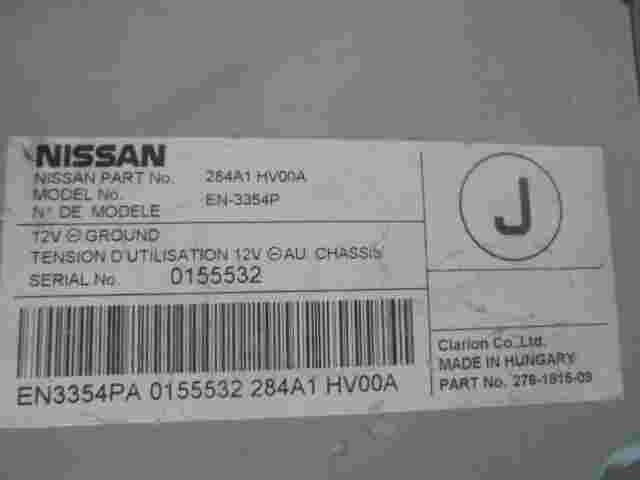 NISSAN
NISSAN PART No. 284A1 HV00A
MODEL No.
N° DE MODELE EN-3354P
12V ⊖ GROUND
TENSION D'UTILISATION 12V ⊖ AU CHASSIS
SERIAL No 0155532
EN3354PA 0155532 284A1 HV00A
J
Clarion Co.,Ltd.
MADE IN HUNGARY
PART No. 276-1916-09